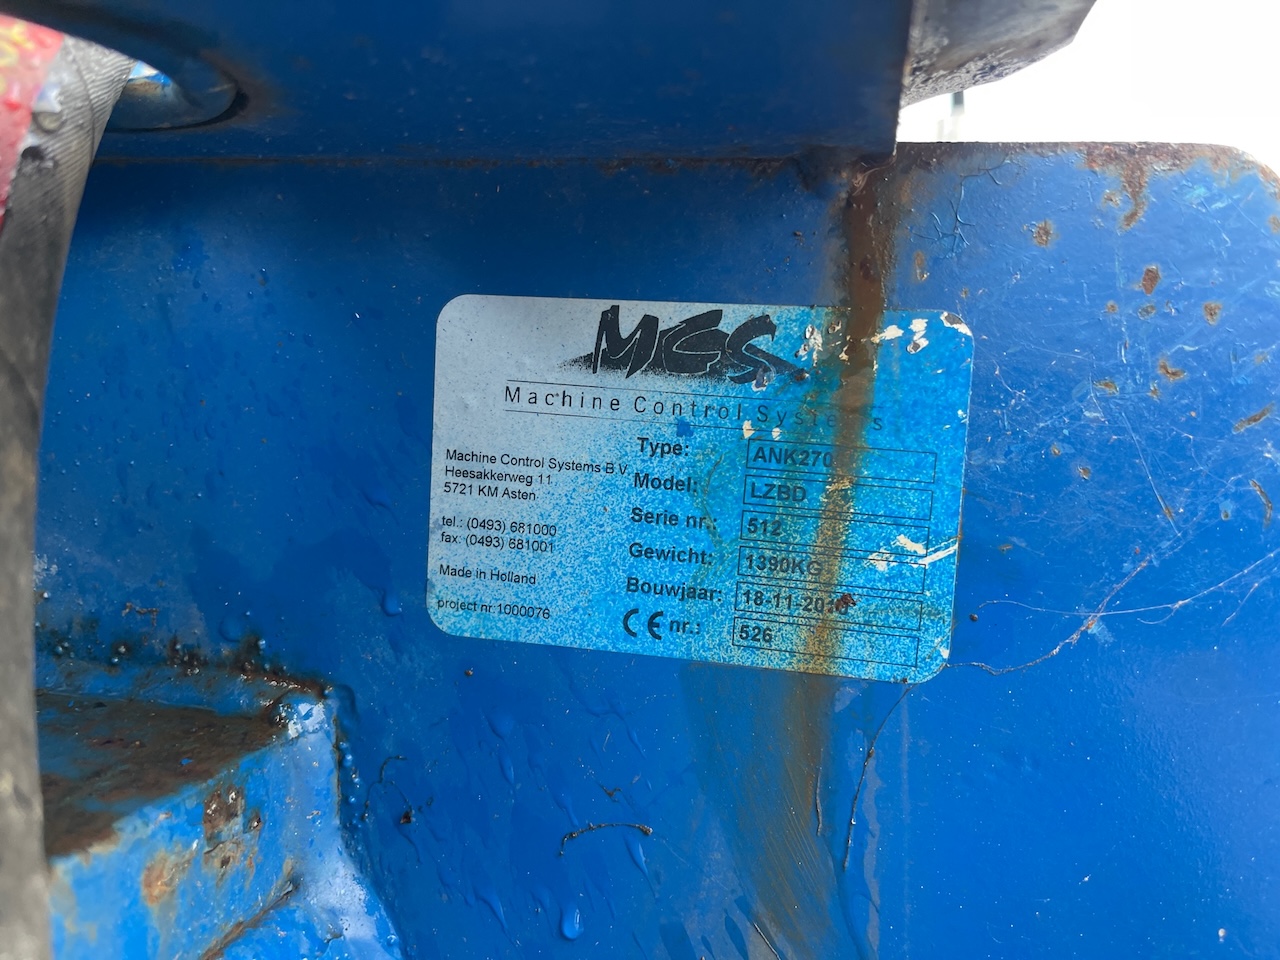 MCS
Machine Control Systems
Machine Control Systems B.V.
Heesakkerweg 11
5721 KM Asten
tel.: (0493) 681000
fax: (0493) 681001
Made in Holland
project nr:1000076
Type: ANK270
Model: LZBD
Serie nr.: 512
Gewicht: 1390KG
Bouwjaar:
CE nr.: 526